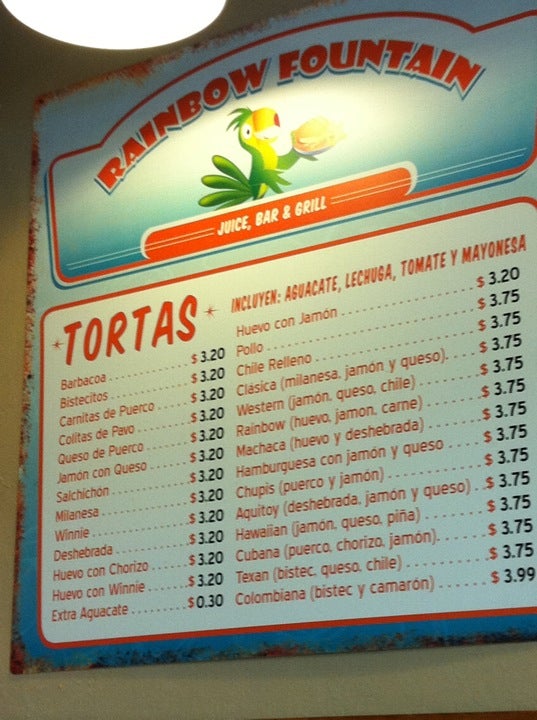 RAINBOW FOUNTAIN
JUICE, BAR & GRILL
TORTAS
Barbacoa $3.20
Bistecitos $3.20
Carnitas de Puerco $3.20
Colitas de Pavo $3.20
Queso de Puerco $3.20
Jamón con Queso $3.20
Salchichón $3.20
Milanesa $3.20
Winnie $3.20
Deshebrada $3.20
Huevo con Chorizo $3.20
Huevo con Winnie $3.20
Extra Aguacate $0.30
INCLUYEN: AGUACATE, LECHUGA, TOMATE Y MAYONESA
Huevo con Jamón $3.20
Pollo $3.75
Chile Relleno $3.75
Clásica (milanesa, jamón y queso). $3.75
Western (jamón, queso, chile) $3.75
Rainbow (huevo, jamon, carne) $3.75
Machaca (huevo y deshebrada) $3.75
Hamburguesa con jamón y queso $3.75
Chupis (puerco y jamón) $3.75
Aquitoy (deshebrada, jamón y queso) $3.75
Hawaiian (jamón, queso, piña) $3.75
Cubana (puerco, chorizo, jamón). $3.75
Texan (bistec, queso, chile) $3.75
Colombiana (bistec y camarón) $3.99